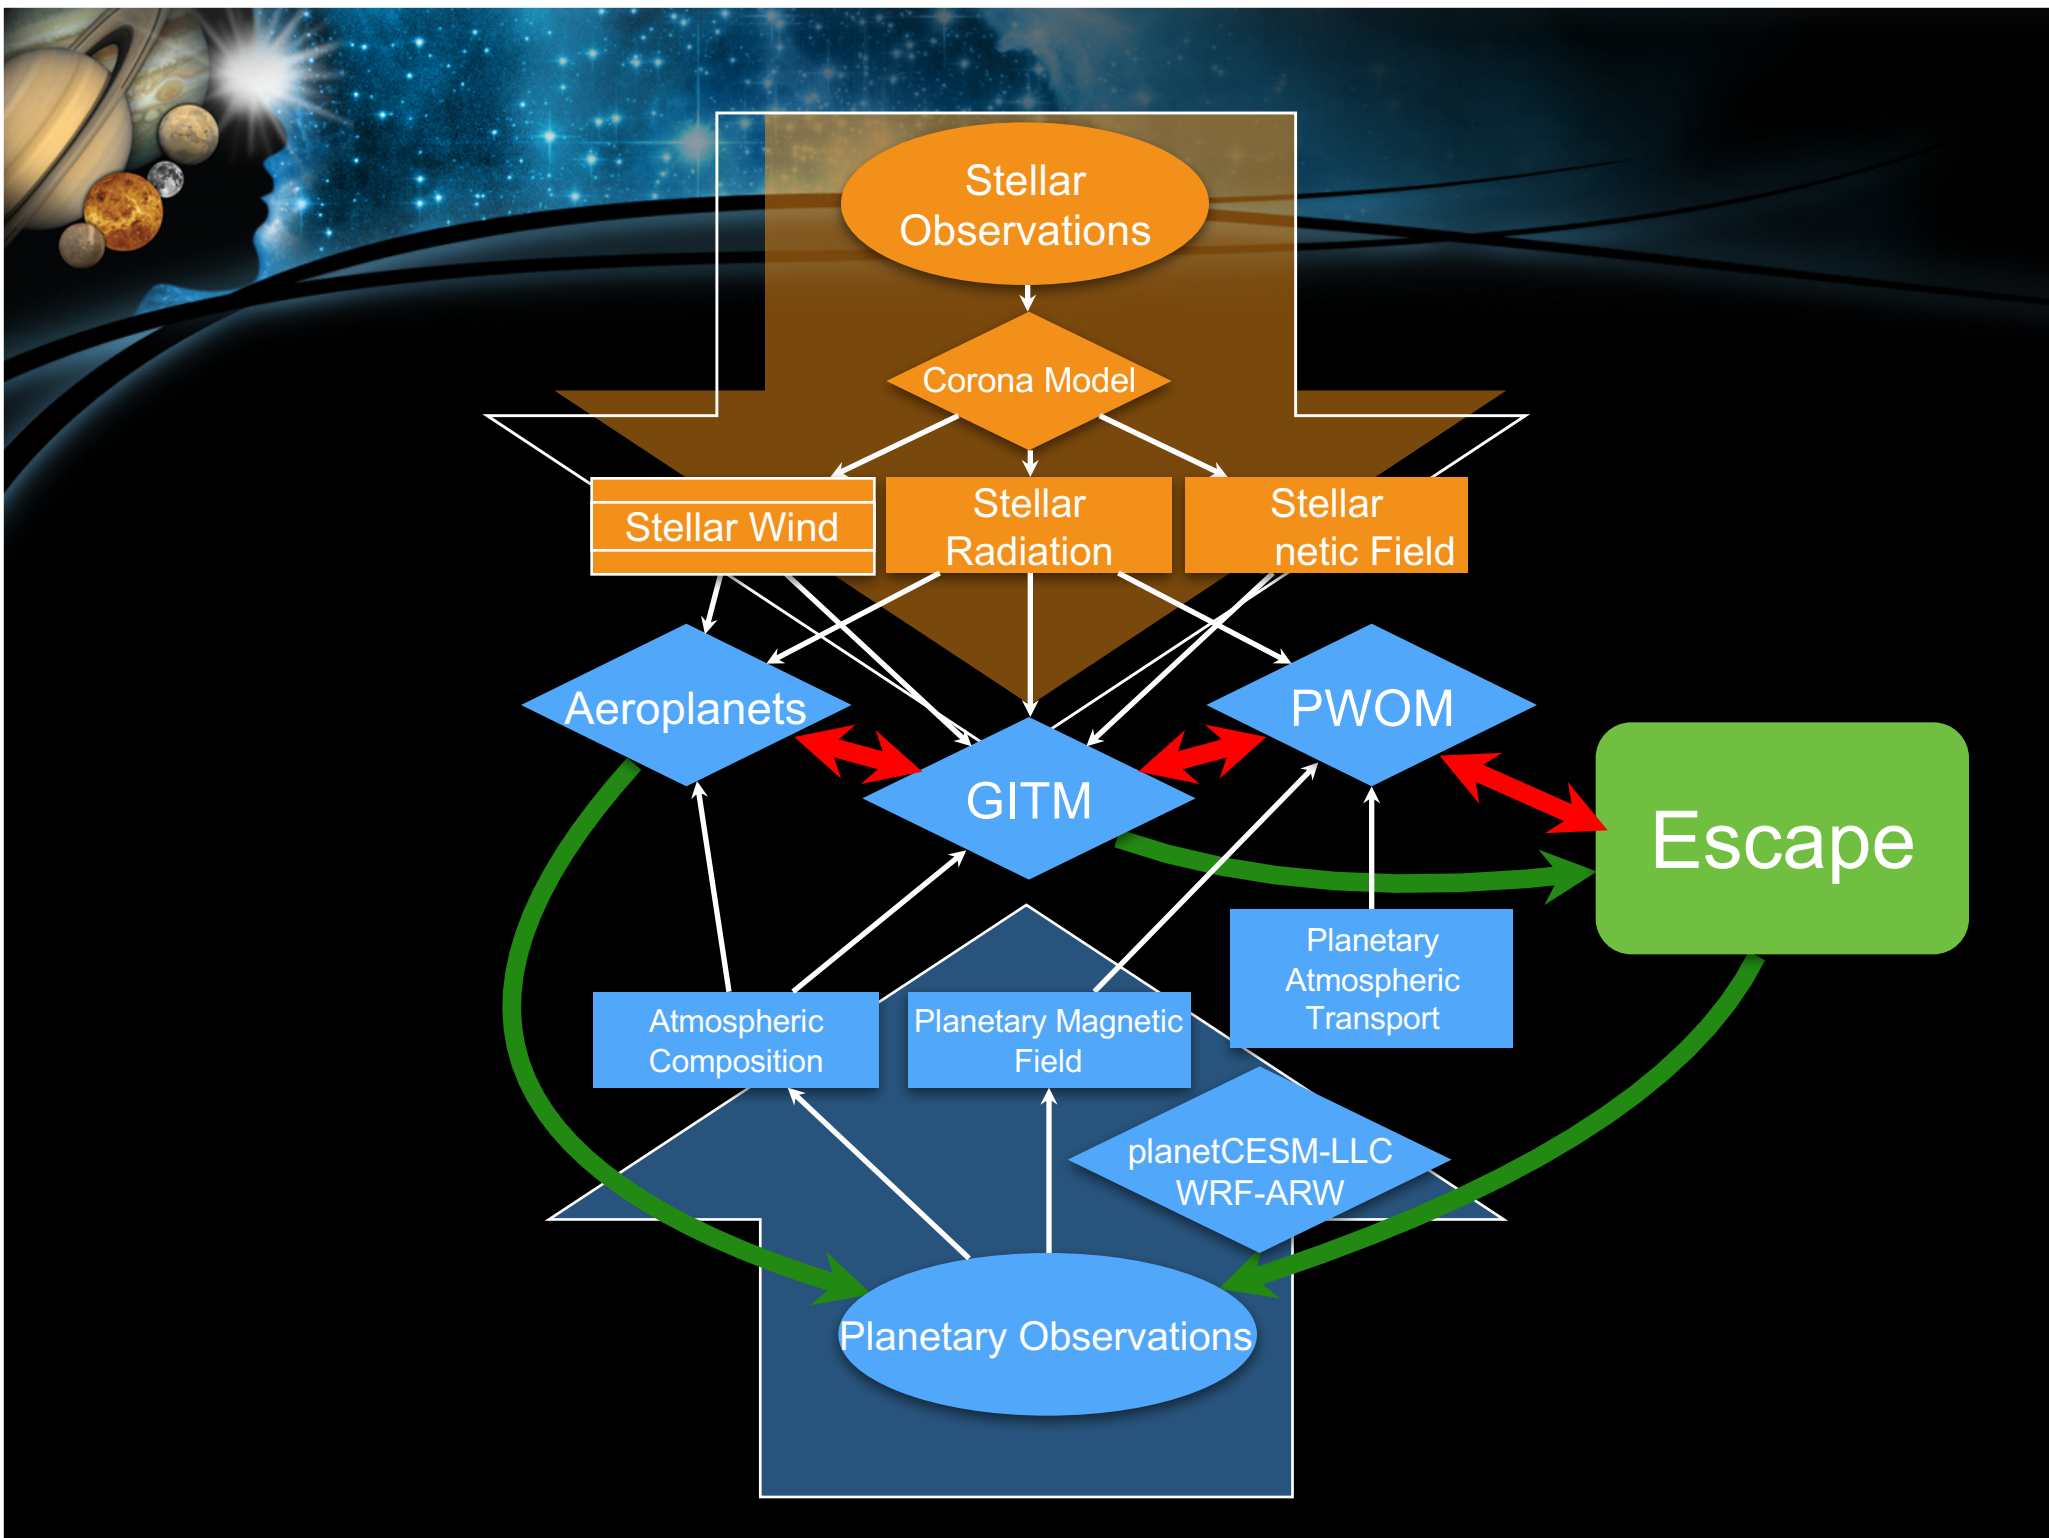 Stellar
Observations
Corona Model
Stellar Wind
Stellar
Radiation
Stellar
netic Field
Aeroplanets
PWOM
GITM
Escape
Planetary
Atmospheric
Transport
Atmospheric
Composition
Planetary Magnetic
Field
planetCESM-LLC
WRF-ARW
Planetary Observations